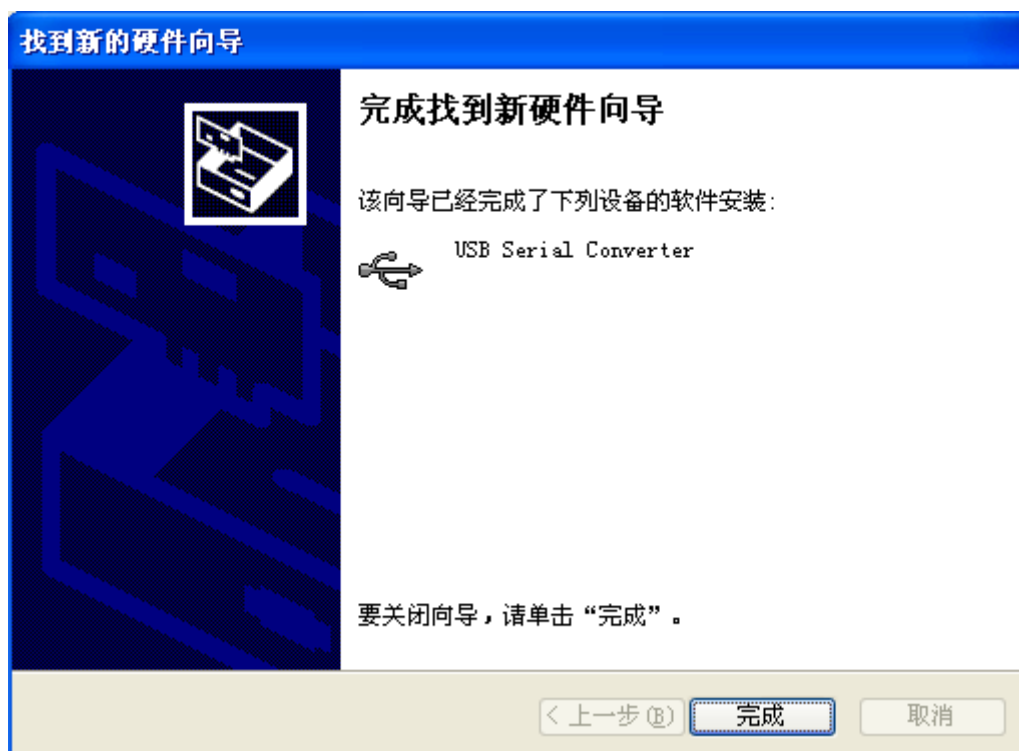 找到新的硬件向导
完成找到新硬件向导
该向导已经完成了下列设备的软件安装:
USB Serial Converter
要关闭向导，请单击“完成”。
< 上一步(B)
完成
取消